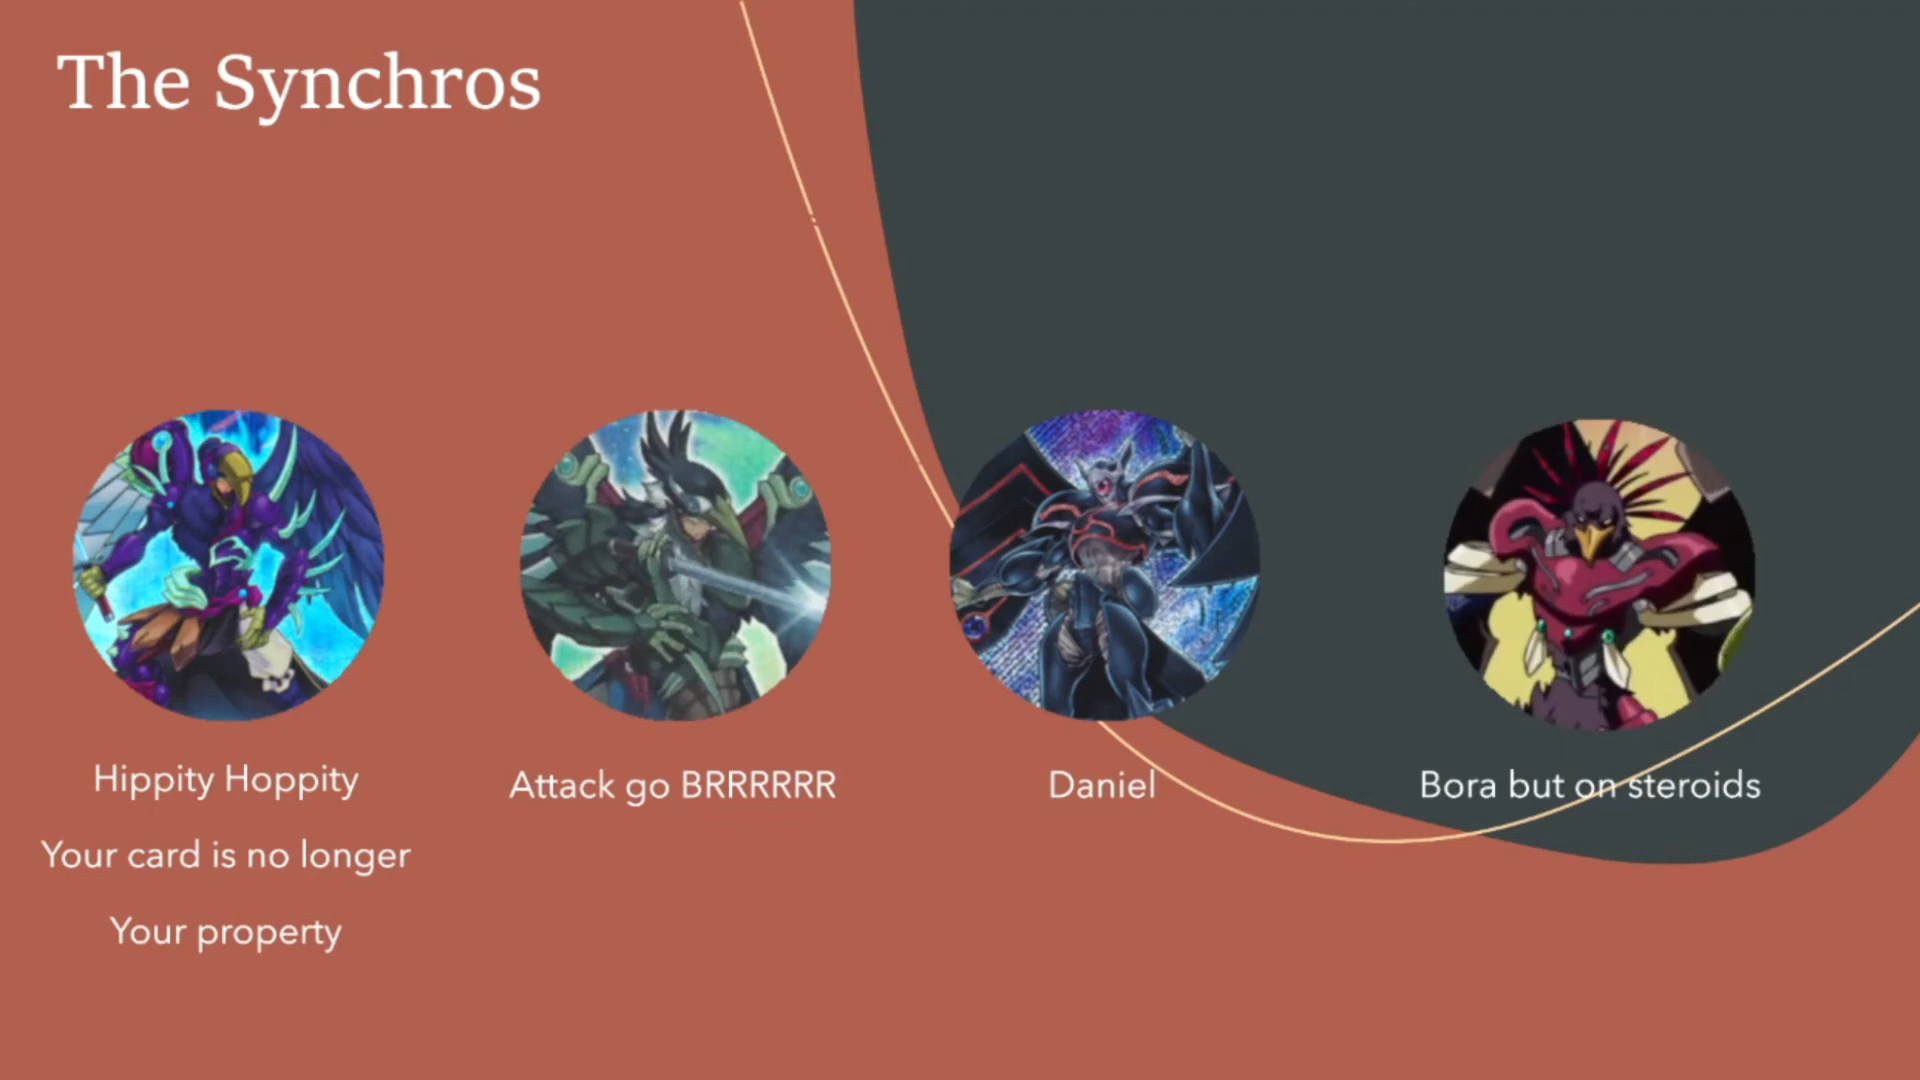 The Synchros
Hippity Hoppity
Your card is no longer
Your property
Attack go BRRRRRR
Daniel
Bora but on steroids